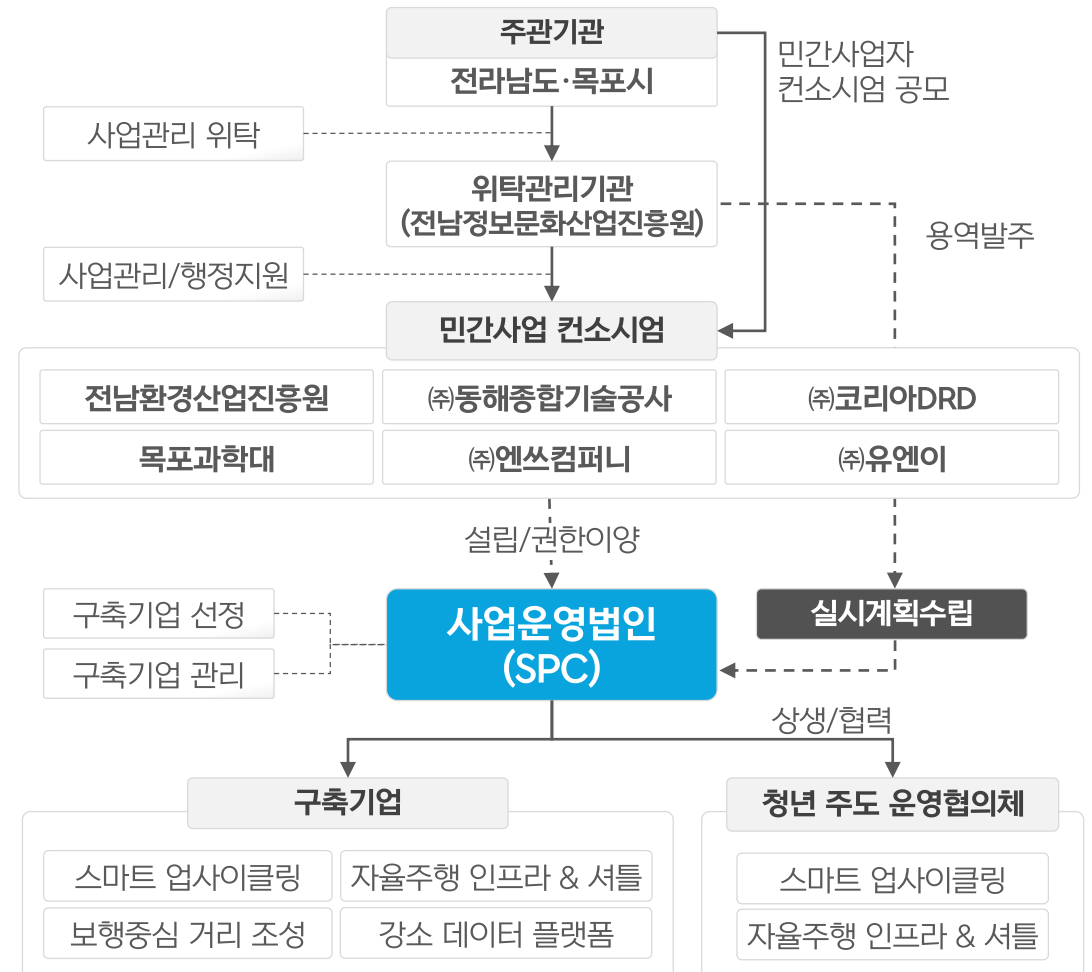 주관기관
전라남도·목포시
민간사업자
컨소시엄 공모
사업관리 위탁
위탁관리기관
(전남정보문화산업진흥원)
용역발주
사업관리/행정지원
민간사업 컨소시엄
전남환경산업진흥원
㈜동해종합기술공사
㈜코리아DRD
목포과학대
㈜엔쓰컴퍼니
㈜유엔이
설립/권한이양
구축기업 선정
구축기업 관리
사업운영법인
(SPC)
실시계획수립
상생/협력
구축기업
스마트 업사이클링
자율주행 인프라 & 셔틀
보행중심 거리 조성
강소 데이터 플랫폼
청년 주도 운영협의체
스마트 업사이클링
자율주행 인프라 & 셔틀